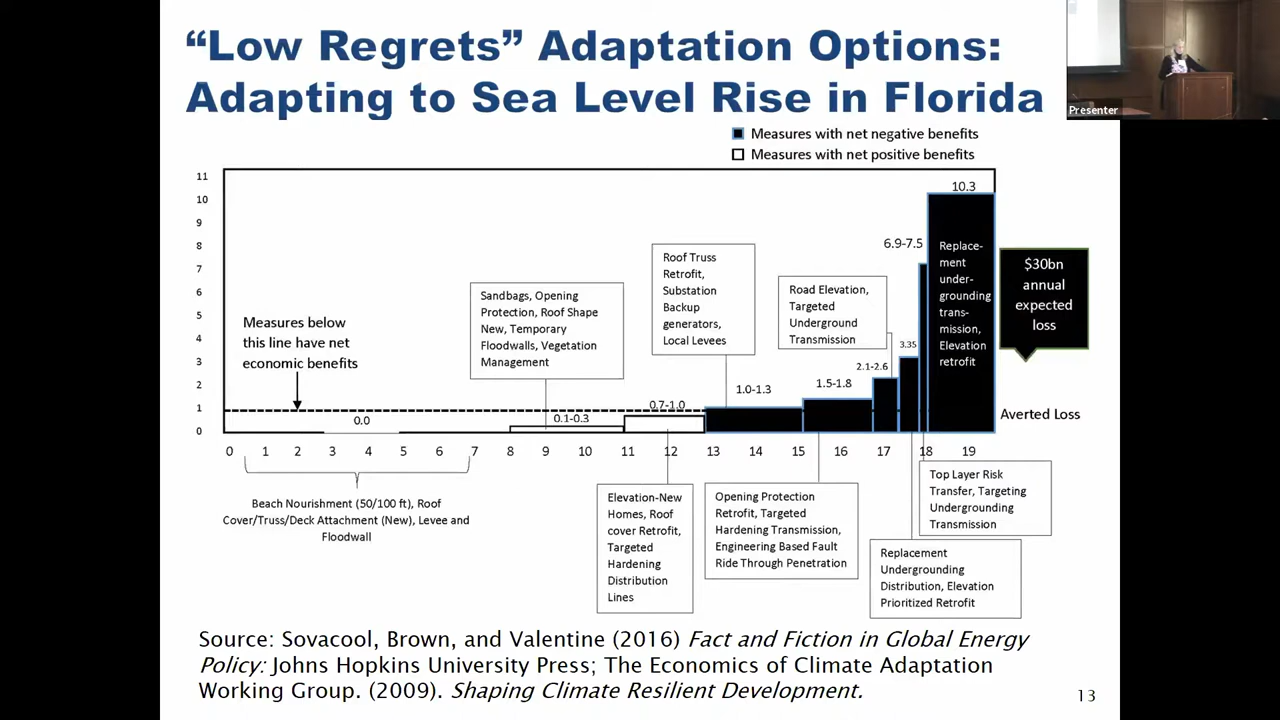 “Low Regrets” Adaptation Options:
Adapting to Sea Level Rise in Florida
Presenter
Measures with net negative benefits
Measures with net positive benefits
11
10
9
8
7
6
5
4
3
2
1
0
Measures below
this line have net
economic benefits
0.0
Sandbags, Opening
Protection, Roof Shape
New, Temporary
Floodwalls, Vegetation
Management
0.1-0.3
0.7-1.0
Roof Truss
Retrofit,
Substation
Backup
generators,
Local Levees
1.0-1.3
Road Elevation,
Targeted
Underground
Transmission
1.5-1.8
2.1-2.6
3.35
6.9-7.5
10.3
Replace-
ment
under-
grounding
trans-
mission,
Elevation
retrofit
$30bn
annual
expected
loss
Averted Loss
0 1 2 3 4 5 6 7 8 9 10 11 12 13 14 15 16 17 18 19
Beach Nourishment (50/100 ft), Roof
Cover/Truss/Deck Attachment (New), Levee and
Floodwall
Elevation-New
Homes, Roof
cover Retrofit,
Targeted
Hardening
Distribution
Lines
Opening Protection
Retrofit, Targeted
Hardening Transmission,
Engineering Based Fault
Ride Through Penetration
Top Layer Risk
Transfer, Targeting
Undergrounding
Transmission
Replacement
Undergrounding
Distribution, Elevation
Prioritized Retrofit
Source: Sovacool, Brown, and Valentine (2016) Fact and Fiction in Global Energy
Policy: Johns Hopkins University Press; The Economics of Climate Adaptation
Working Group. (2009). Shaping Climate Resilient Development.
13